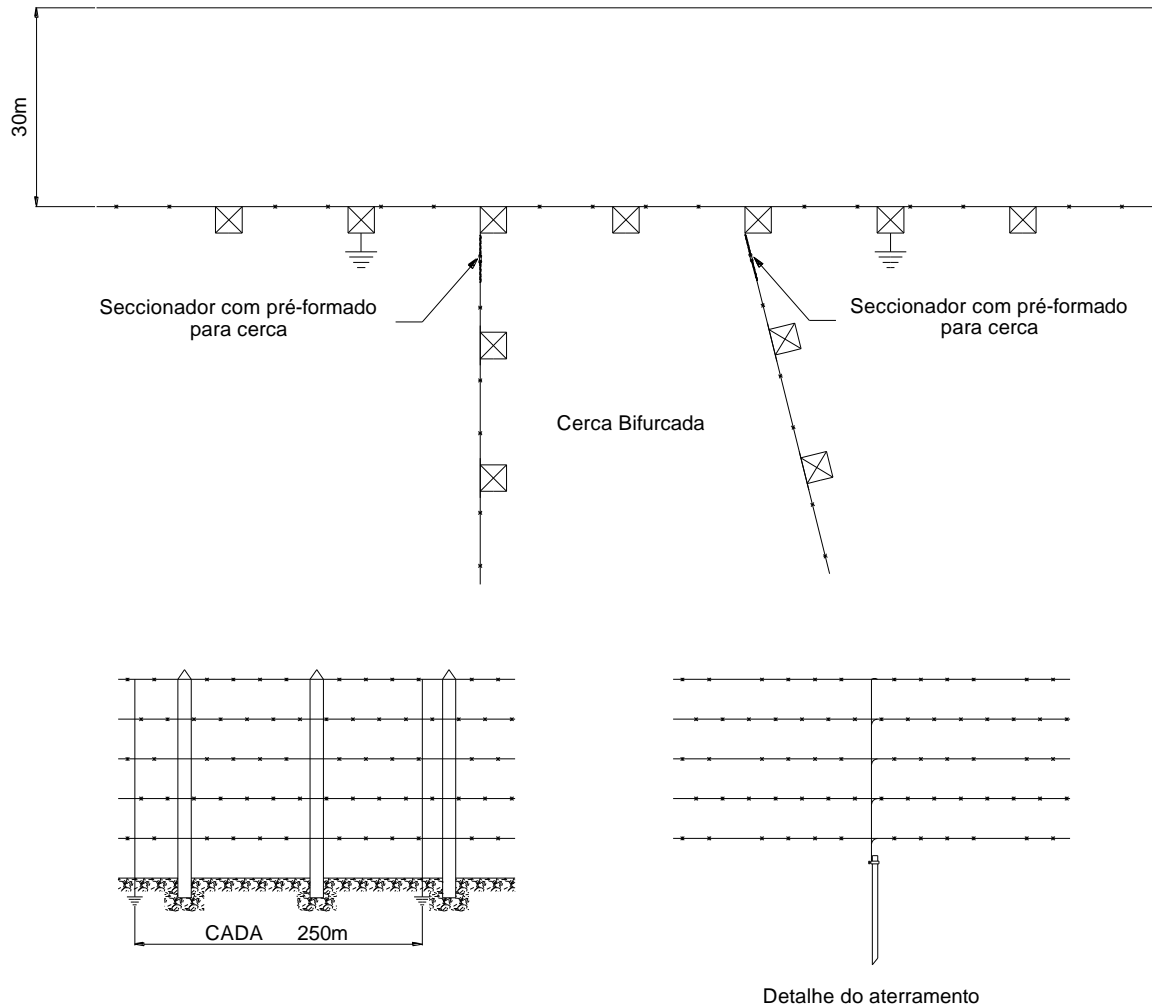 30m
Seccionador com pré-formado
para cerca
Seccionador com pré-formado
para cerca
Cerca Bifurcada
CADA 250m
Detalhe do aterramento